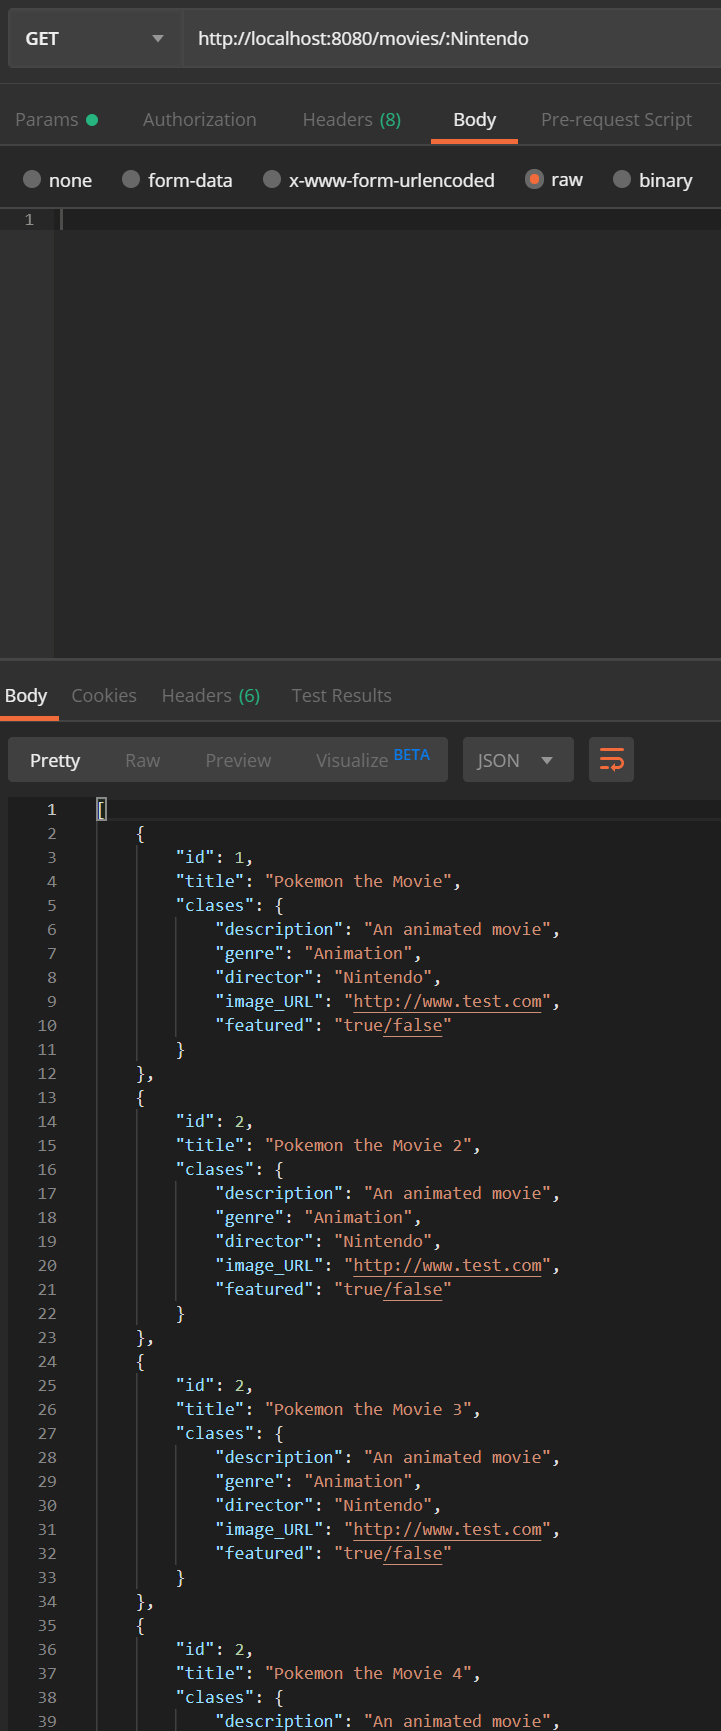 GET http://localhost:8080/movies/:Nintendo
Params Authorization Headers (8) Body Pre-request Script
none form-data x-www-form-urlencoded raw binary
1
Body Cookies Headers (6) Test Results
Pretty Raw Preview Visualize BETA JSON
1 [
2 {
3 "id": 1,
4 "title": "Pokemon the Movie",
5 "clases": {
6 "description": "An animated movie",
7 "genre": "Animation",
8 "director": "Nintendo",
9 "image_URL": "http://www.test.com",
10 "featured": "true/false"
11 }
12 },
13 {
14 "id": 2,
15 "title": "Pokemon the Movie 2",
16 "clases": {
17 "description": "An animated movie",
18 "genre": "Animation",
19 "director": "Nintendo",
20 "image_URL": "http://www.test.com",
21 "featured": "true/false"
22 }
23 },
24 {
25 "id": 2,
26 "title": "Pokemon the Movie 3",
27 "clases": {
28 "description": "An animated movie",
29 "genre": "Animation",
30 "director": "Nintendo",
31 "image_URL": "http://www.test.com",
32 "featured": "true/false"
33 }
34 },
35 {
36 "id": 2,
37 "title": "Pokemon the Movie 4",
38 "clases": {
39 "description": "An animated movie",